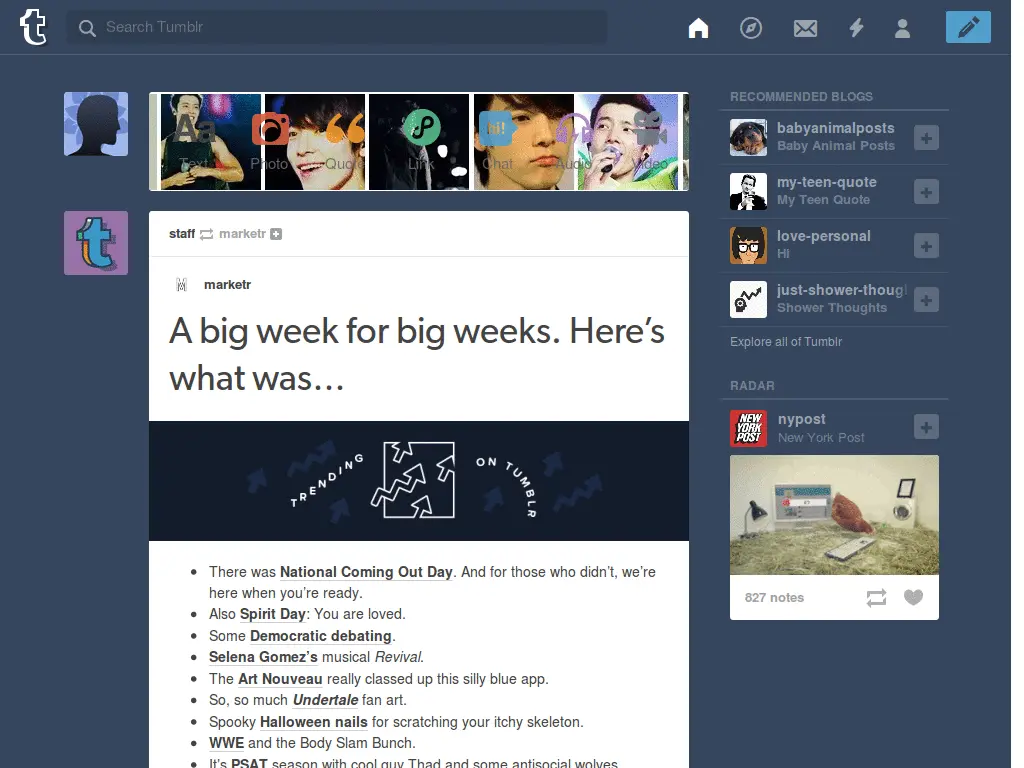 Search Tumblr
Aa
hi!
Text Photo Quote Link Chat Audio Video
staff marketr
marketr
A big week for big weeks. Here’s
what was...
TRENDING ON TUMBLR
There was National Coming Out Day. And for those who didn’t, we’re
here when you’re ready.
Also Spirit Day: You are loved.
Some Democratic debating.
Selena Gomez’s musical Revival.
The Art Nouveau really classed up this silly blue app.
So, so much Undertale fan art.
Spooky Halloween nails for scratching your itchy skeleton.
WWE and the Body Slam Bunch.
It’s PSAT season with cool guy Thad and some antisocial wolves.
RECOMMENDED BLOGS
babyanimalposts
Baby Animal Posts
my-teen-quote
My Teen Quote
love-personal
HI
just-shower-thoug
Shower Thoughts
Explore all of Tumblr
RADAR
NEW
YORK
POST
nypost
New York Post
827 notes